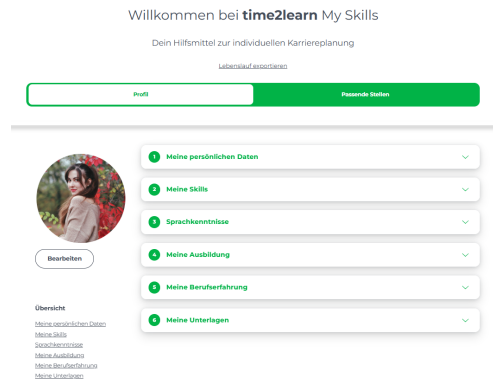 Willkommen bei time2learn My Skills
Dein Hilfsmittel zur individuellen Karriereplanung
Lebenslauf exportieren
Profil
Passende Stellen
1 Meine persönlichen Daten
2 Meine Skills
3 Sprachkenntnisse
4 Meine Ausbildung
5 Meine Berufserfahrung
6 Meine Unterlagen
Bearbeiten
Übersicht
Meine persönlichen Daten
Meine Skills
Sprachkenntnisse
Meine Ausbildung
Meine Berufserfahrung
Meine Unterlagen